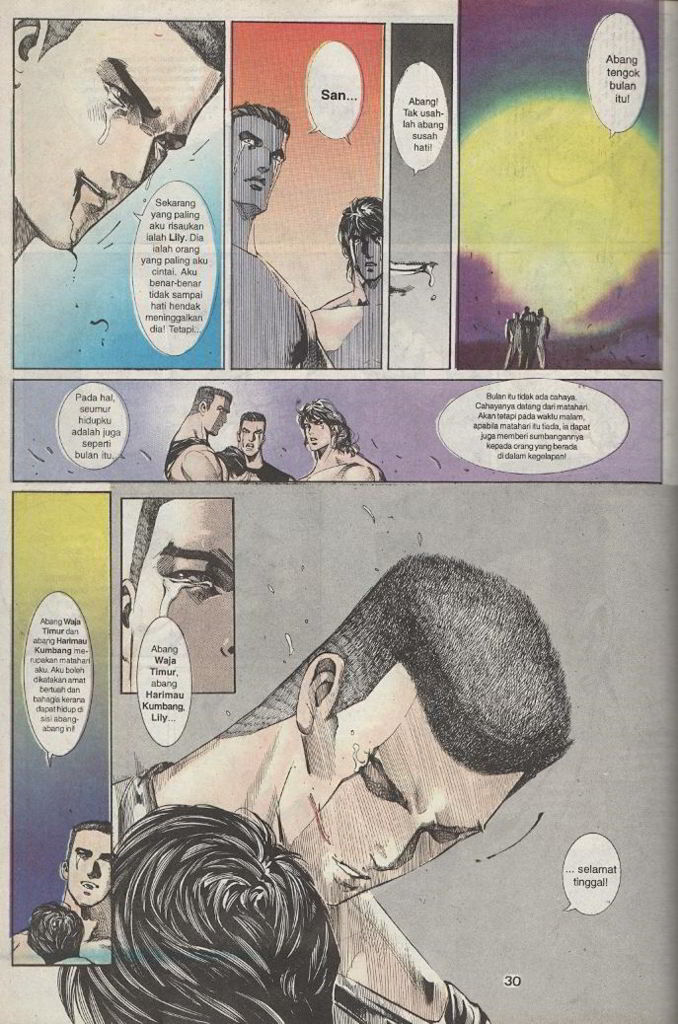 Sekarang
yang paling
aku risaukan
ialah Lily. Dia
ialah orang
yang paling aku
cintai. Aku
benar-benar
tidak sampai
hati hendak
meninggalkan
dia! Tetapi...
San...
Abang!
Tak usah-
lah abang
susah
hati!
Abang
tengok
bulan
itu!
Pada hal,
seumur
hidupku
adalah juga
seperti
bulan itu.
Bulan itu tidak ada cahaya.
Cahayanya datang dari matahari.
Akan tetapi pada waktu malam,
apabila matahari itu tiada, ia dapat
juga memberi sumbangannya
kepada orang yang berada
di dalam kegelapan!
Abang Waja
Timur dan
abang Harimau
Kumbang me-
rupakan matahari
aku. Aku boleh
dikatakan amat
bertuah dan
bahagia kerana
dapat hidup di
sisi abang-
abang ini!
Abang
Waja
Timur,
abang
Harimau
Kumbang,
Lily...
... selamat
tinggal!
30